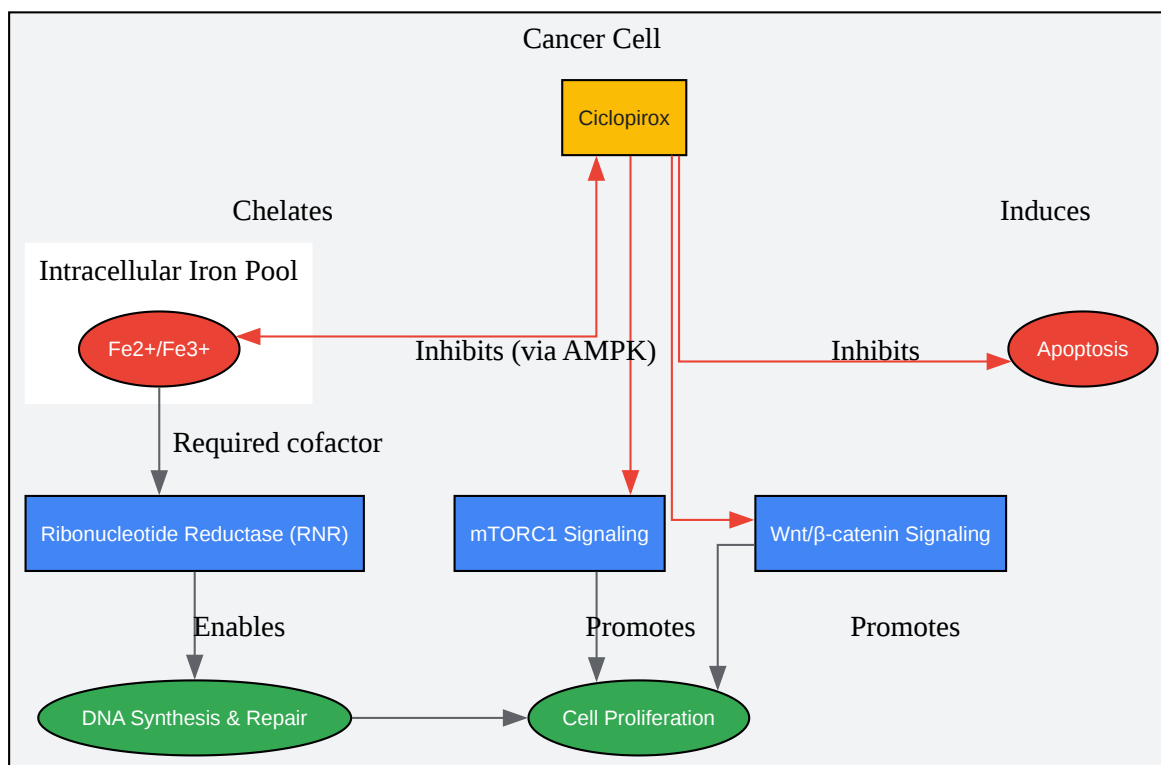 Cancer Cell
Ciclopirox
Chelates
Induces
Intracellular Iron Pool
Fe2+/Fe3+
Inhibits (via AMPK)
Inhibits
Apoptosis
Required cofactor
Ribonucleotide Reductase (RNR)
mTORC1 Signaling
Wnt/β-catenin Signaling
Enables
Promotes
Promotes
DNA Synthesis & Repair
Cell Proliferation